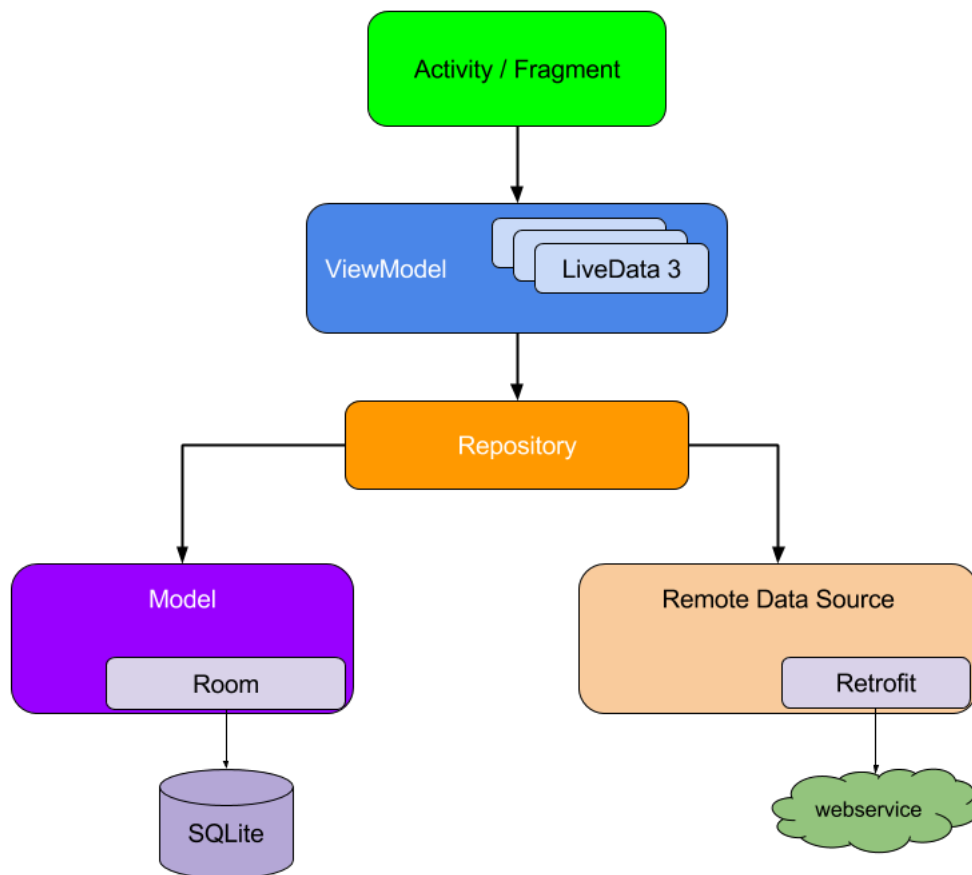 Activity / Fragment
ViewModel
LiveData 3
Repository
Model
Remote Data Source
Room
Retrofit
SQLite
webservice